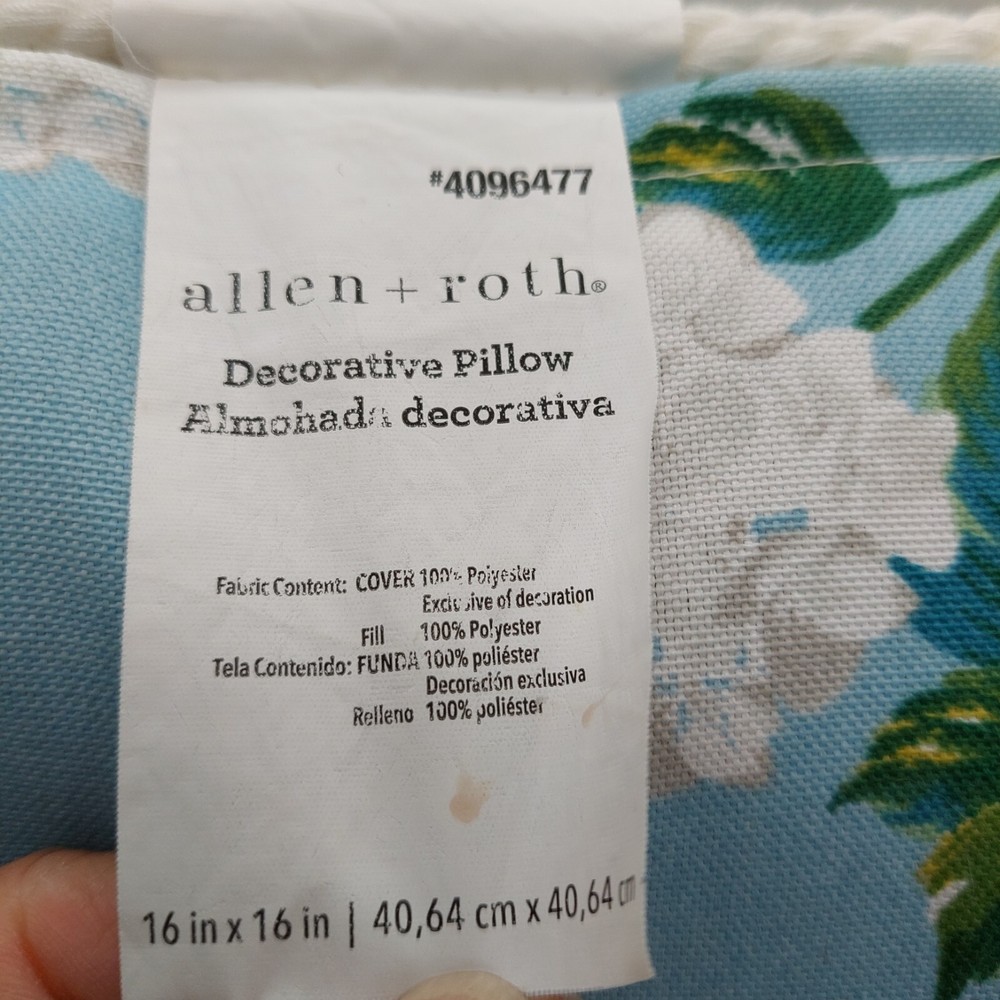 #4096477
allen + roth®
Decorative Pillow
Almohada decorativa
Fabric Content: COVER 100% Polyester
Exclusive of decoration
Fill 100% Polyester
Tela Contenido: FUNDA 100% poliéster
Decoración exclusiva
Relleno 100% poliéster
16 in x 16 in | 40,64 cm x 40,64 cm